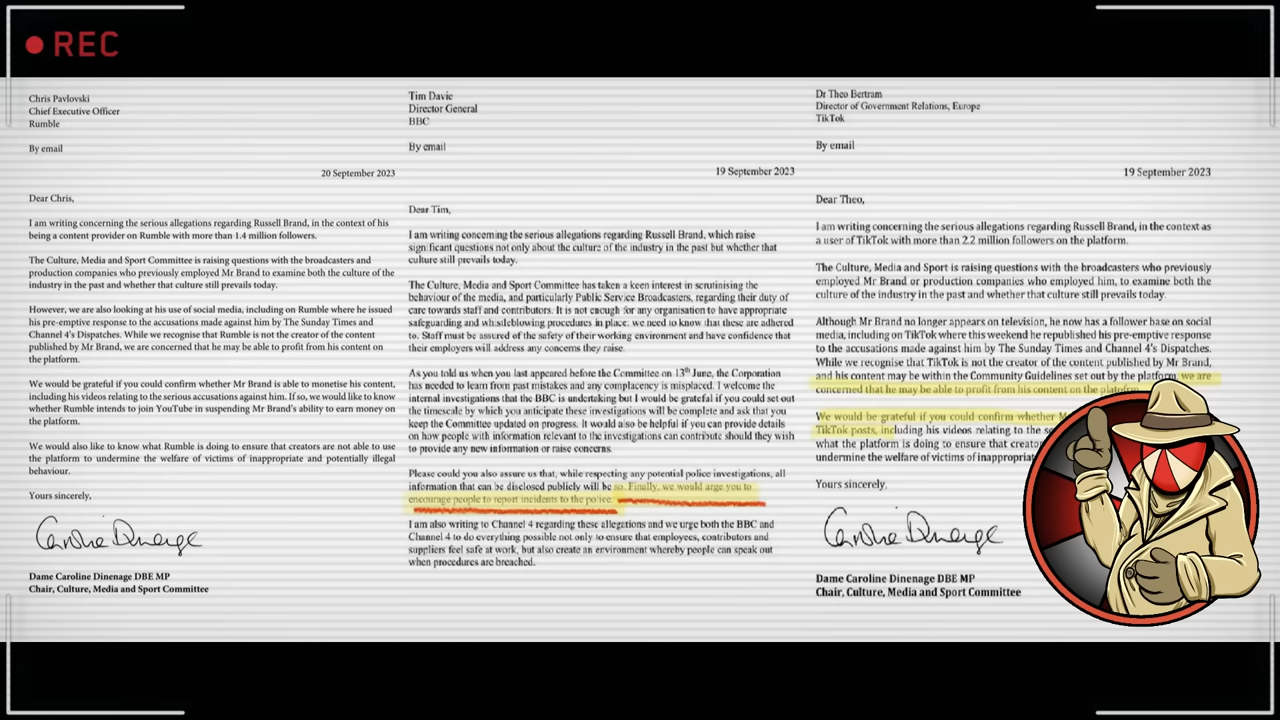 REC
Chris Pavlovski
Chief Executive Officer
Rumble
By email
20 September 2023
Dear Chris,
I am writing concerning the serious allegations regarding Russell Brand, in the context of his
being a content provider on Rumble with more than 1.4 million followers.
The Culture, Media and Sport Committee is raising questions with the broadcasters and
production companies who previously employed Mr Brand to examine both the culture of the
industry in the past and whether that culture still prevails today.
However, we are also looking at his use of social media, including on Rumble where he issued
his pre-emptive response to the accusations made against him by The Sunday Times and
Channel 4's Dispatches. While we recognise that Rumble is not the creator of the content
published by Mr Brand, we are concerned that he may be able to profit from his content on
the platform.
We would be grateful if you could confirm whether Mr Brand is able to monetise his content,
including his videos relating to the serious accusations against him. If so, we would like to know
whether Rumble intends to join YouTube in suspending Mr Brand's ability to earn money on
the platform.
We would also like to know what Rumble is doing to ensure that creators are not able to use
the platform to undermine the welfare of victims of inappropriate and potentially illegal
behaviour.
Yours sincerely,
Caroline Dinenage
Dame Caroline Dinenage DBE MP
Chair, Culture, Media and Sport Committee
Tim Davie
Director General
BBC
By email
19 September 2023
Dear Tim,
I am writing concerning the serious allegations regarding Russell Brand, which raise
significant questions not only about the culture of the industry in the past but whether that
culture still prevails today.
The Culture, Media and Sport Committee has taken a keen interest in scrutinising the
behaviour of the media, and particularly Public Service Broadcasters, regarding their duty of
care towards staff and contributors. It is not enough for any organisation to have appropriate
safeguarding and whistleblowing procedures in place: we need to know that these are adhered
to. Staff must be assured of the safety of their working environment and have confidence that
their employers will address any concerns they raise.
As you told us when you last appeared before the Committee on 13th June, the Corporation
has needed to learn from past mistakes and any complacency is misplaced. I welcome the
internal investigations that the BBC is undertaking but I would be grateful if you could set out
the timescale by which you anticipate these investigations will be complete and ask that you
keep the Committee updated on progress. It would also be helpful if you can provide details
on how people with information relevant to the investigations can contribute should they wish
to provide any new information or raise concerns.
Please could you also assure us that, while respecting any potential police investigations, all
information that can be disclosed publicly will be so. Finally, we would urge you to
encourage people to report incidents to the police.
I am also writing to Channel 4 regarding these allegations and we urge both the BBC and
Channel 4 to do everything possible not only to ensure that employees, contributors and
suppliers feel safe at work, but also create an environment whereby people can speak out
when procedures are breached.
Dr Theo Bertram
Director of Government Relations, Europe
TikTok
By email
19 September 2023
Dear Theo,
I am writing concerning the serious allegations regarding Russell Brand, in the context as
a user of TikTok with more than 2.2 million followers on the platform.
The Culture, Media and Sport is raising questions with the broadcasters who previously
employed Mr Brand or production companies who employed him, to examine both the
culture of the industry in the past and whether that culture still prevails today.
Although Mr Brand no longer appears on television, he now has a follower base on social
media, including on TikTok where this weekend he republished his pre-emptive response
to the accusations made against him by The Sunday Times and Channel 4's Dispatches.
While we recognise that TikTok is not the creator of the content published by Mr Brand,
and his content may be within the Community Guidelines set out by the platform, we are
concerned that he may be able to profit from his content on the platform.
We would be grateful if you could confirm whether
TikTok posts, including his videos relating to the
what the platform is doing to ensure that
undermine the welfare of victims of
Yours sincerely,
Caroline Dinenage
Dame Caroline Dinenage DBE MP
Chair, Culture, Media and Sport Committee